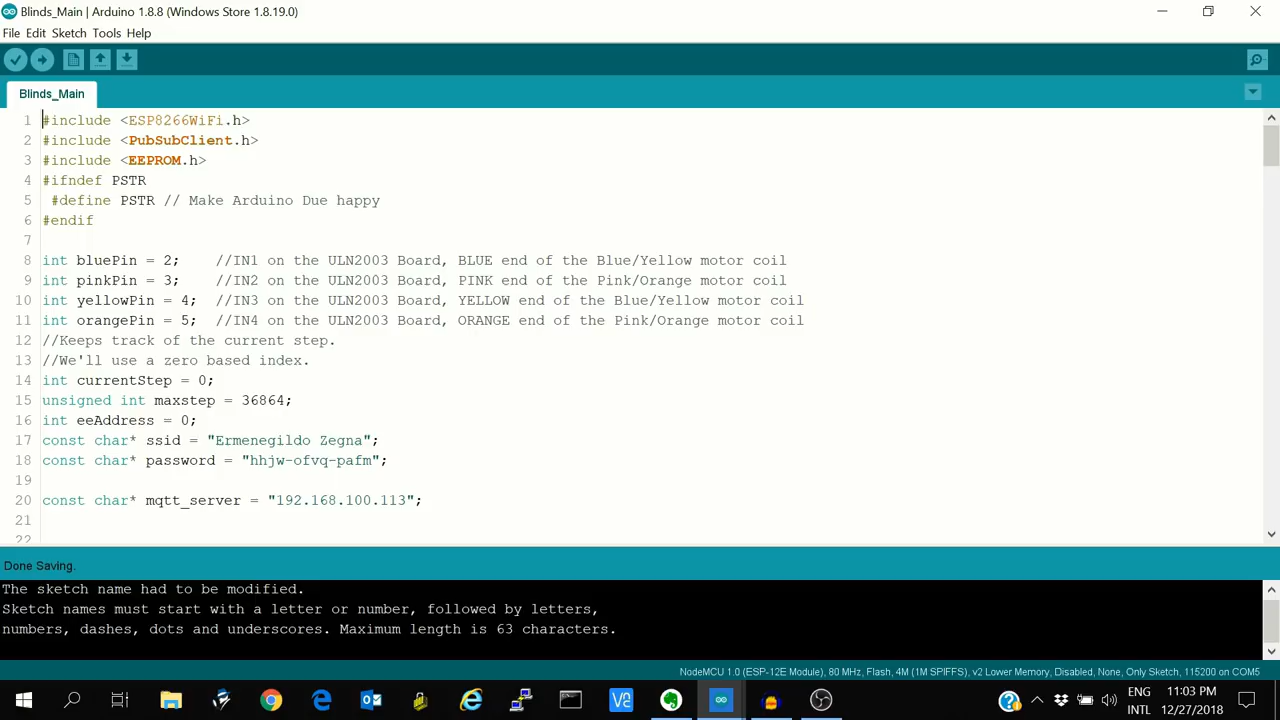 Blinds_Main | Arduino 1.8.8 (Windows Store 1.8.19.0)
File Edit Sketch Tools Help
Blinds_Main
1 #include <ESP8266WiFi.h>
2 #include <PubSubClient.h>
3 #include <EEPROM.h>
4 #ifndef PSTR
5 #define PSTR // Make Arduino Due happy
6 #endif
7
8 int bluePin = 2; //IN1 on the ULN2003 Board, BLUE end of the Blue/Yellow motor coil
9 int pinkPin = 3; //IN2 on the ULN2003 Board, PINK end of the Pink/Orange motor coil
10 int yellowPin = 4; //IN3 on the ULN2003 Board, YELLOW end of the Blue/Yellow motor coil
11 int orangePin = 5; //IN4 on the ULN2003 Board, ORANGE end of the Pink/Orange motor coil
12 //Keeps track of the current step.
13 //We'll use a zero based index.
14 int currentStep = 0;
15 unsigned int maxstep = 36864;
16 int eeAddress = 0;
17 const char* ssid = "Ermenegildo Zegna";
18 const char* password = "hhjw-ofvq-pafm";
19
20 const char* mqtt_server = "192.168.100.113";
21
22
Done Saving.
The sketch name had to be modified.
Sketch names must start with a letter or number, followed by letters,
numbers, dashes, dots and underscores. Maximum length is 63 characters.
NodeMCU 1.0 (ESP-12E Module), 80 MHz, Flash, 4M (1M SPIFFS), v2 Lower Memory, Disabled, None, Only Sketch, 115200 on COM5
ENG 11:03 PM
INTL 12/27/2018